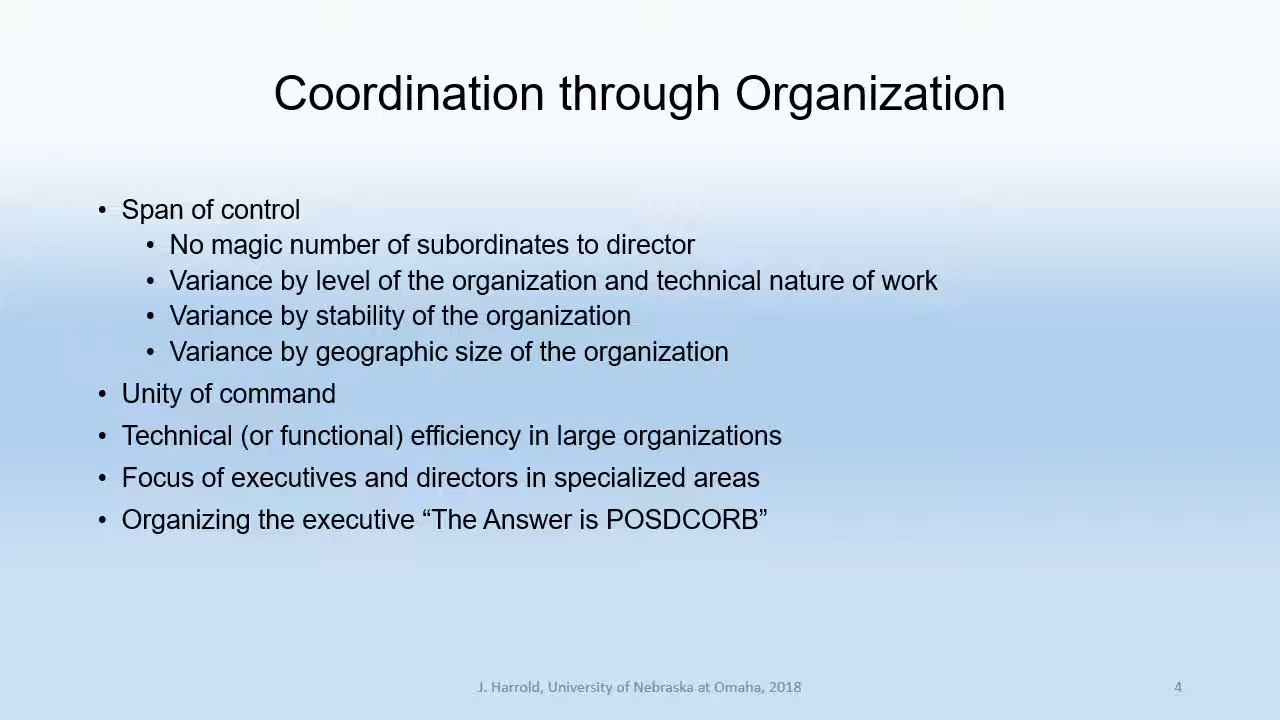 Coordination through Organization
• Span of control
• No magic number of subordinates to director
• Variance by level of the organization and technical nature of work
• Variance by stability of the organization
• Variance by geographic size of the organization
• Unity of command
• Technical (or functional) efficiency in large organizations
• Focus of executives and directors in specialized areas
• Organizing the executive “The Answer is POSDCORB”
J. Harrold, University of Nebraska at Omaha, 2018
4